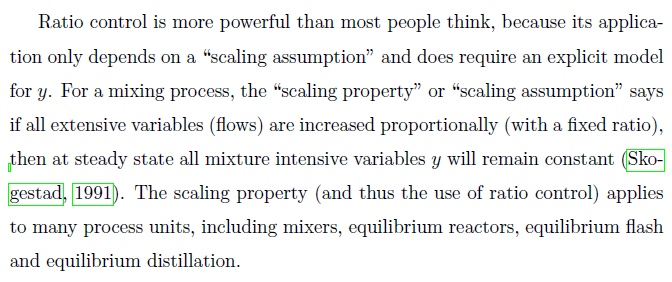 Ratio control is more powerful than most people think, because its applica-
tion only depends on a “scaling assumption” and does require an explicit model
for y. For a mixing process, the “scaling property” or “scaling assumption” says
if all extensive variables (flows) are increased proportionally (with a fixed ratio),
then at steady state all mixture intensive variables y will remain constant (Sko-
gestad, 1991). The scaling property (and thus the use of ratio control) applies
to many process units, including mixers, equilibrium reactors, equilibrium flash
and equilibrium distillation.